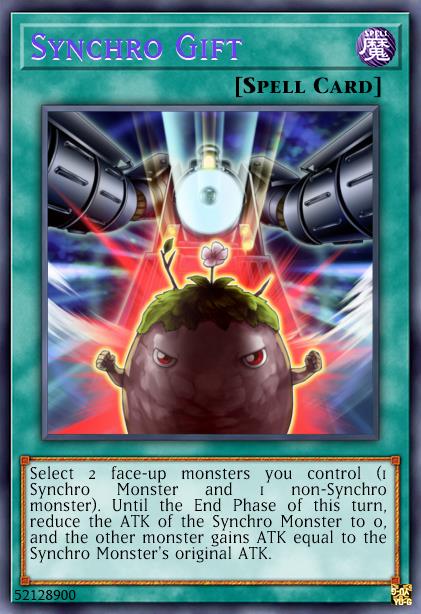 Synchro Gift
SPELL
魔
[Spell Card]
Select 2 face-up monsters you control (1
Synchro Monster and 1 non-Synchro
monster). Until the End Phase of this turn,
reduce the ATK of the Synchro Monster to 0,
and the other monster gains ATK equal to the
Synchro Monster's original ATK.
52128900